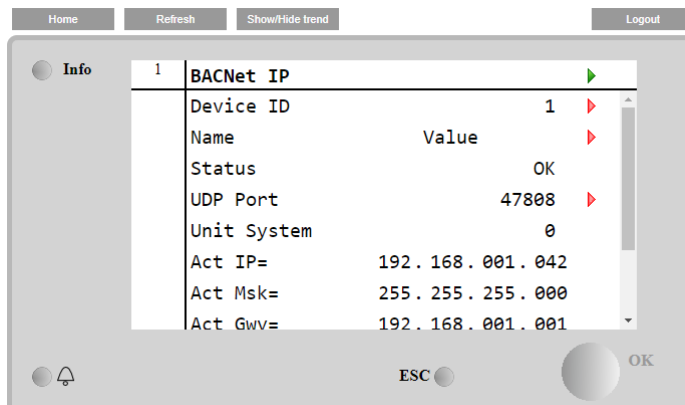 Home Refresh Show/Hide trend Logout
Info
1 BACNet IP
Device ID 1
Name Value
Status OK
UDP Port 47808
Unit System 0
Act IP= 192.168.001.042
Act Msk= 255.255.255.000
Act Gwy= 192.168.001.001
ESC OK